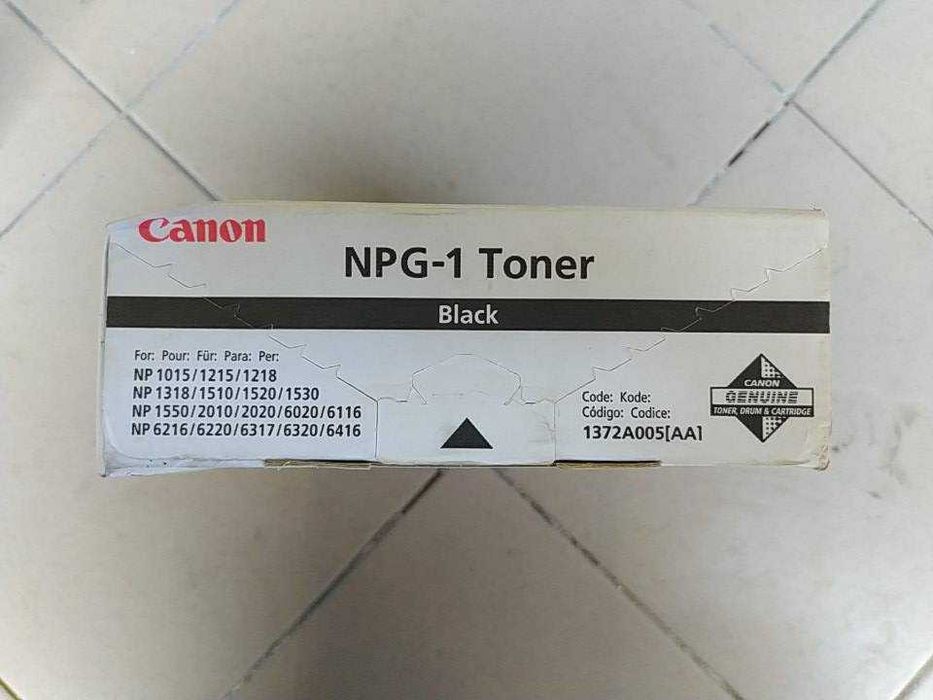 Canon
NPG-1 Toner
Black
For: Pour: Für: Para: Per:
NP 1015/1215/1218
NP 1318/1510/1520/1530
NP 1550/2010/2020/6020/6116
NP 6216/6220/6317/6320/6416
Code: Kode:
Código: Codice:
1372A005[AA]
CANON
GENUINE
TONER, DRUM & CARTRIDGE